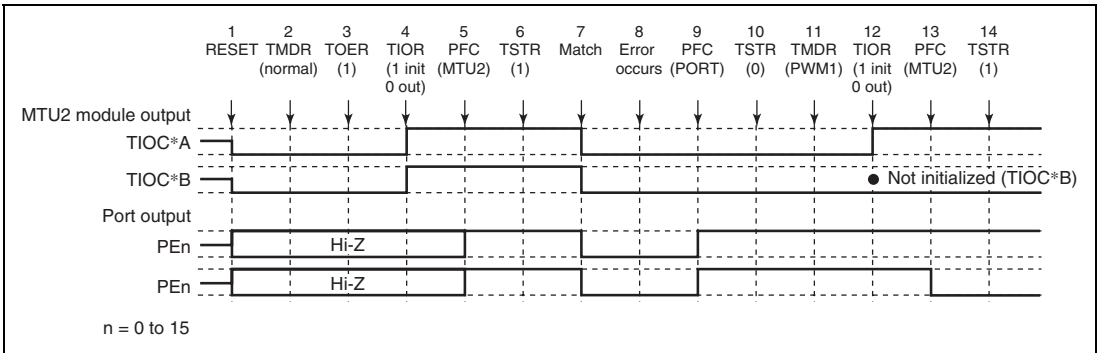 1 2 3 4 5 6 7 8 9 10 11 12 13 14
RESET TMDR TOER TIOR PFC TSTR Match Error PFC TSTR TMDR TIOR PFC TSTR
(normal) (1) (1 init (MTU2) (1) occurs (PORT) (0) (PWM1) (1 init (MTU2) (1)
0 out) 0 out)
MTU2 module output
TIOC*A
TIOC*B
● Not initialized (TIOC*B)
Port output
PEn Hi-Z
PEn Hi-Z
n = 0 to 15